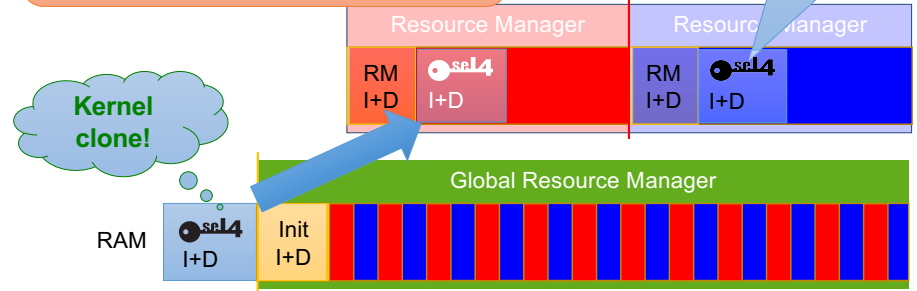 Resource Manager
Resource Manager
RM
I+D
seL4
I+D
RM
I+D
seL4
I+D
Kernel
clone!
Global Resource Manager
RAM
seL4
I+D
Init
I+D